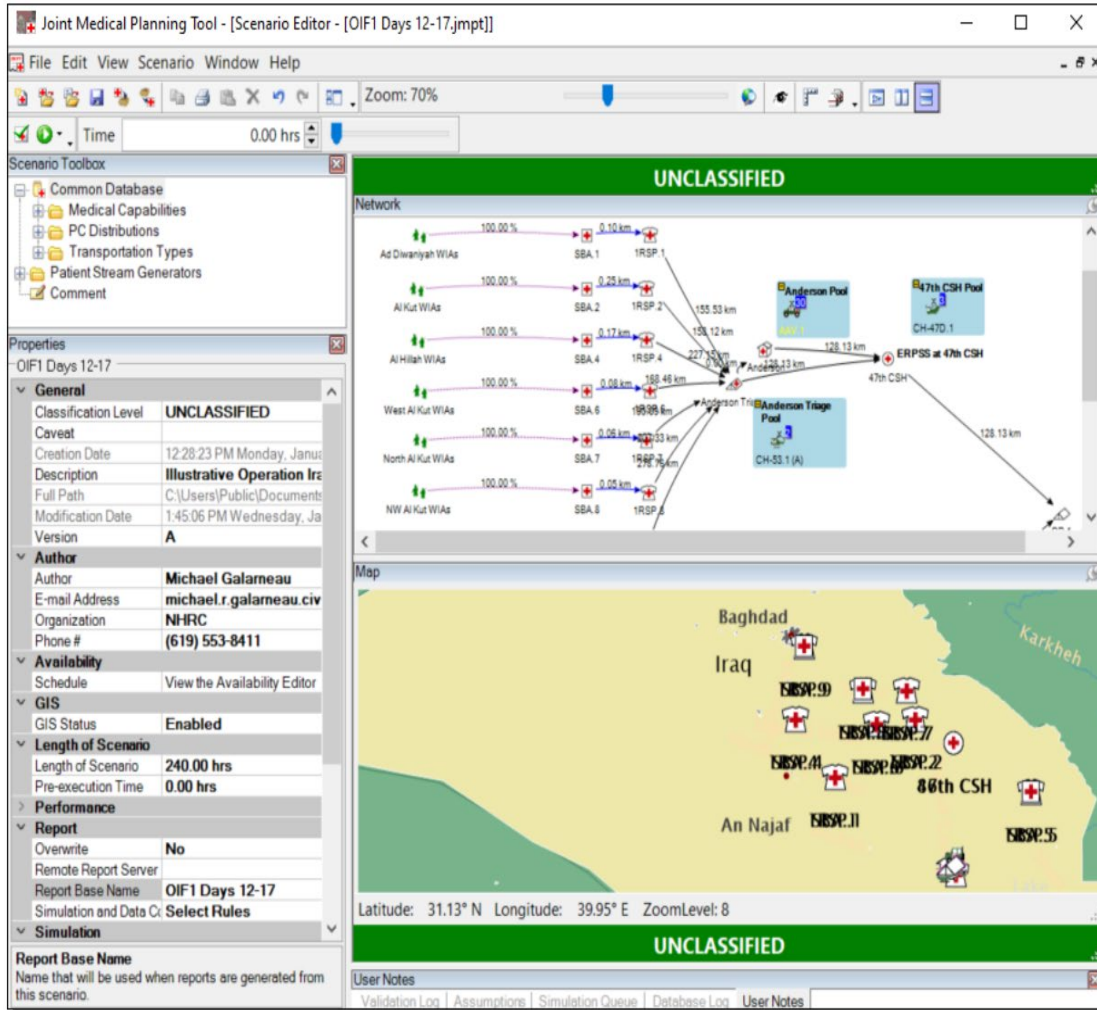 Joint Medical Planning Tool - [Scenario Editor - [OIF1 Days 12-17.jmpt]]
File Edit View Scenario Window Help
Zoom: 70%
Time 0.00 hrs
Scenario Toolbox
Common Database
Medical Capabilities
PC Distributions
Transportation Types
Patient Stream Generators
Comment
Properties
OIF1 Days 12-17
General
Classification Level UNCLASSIFIED
Caveat
Creation Date 12:28:23 PM Monday, Janua
Description Illustrative Operation Ira
Full Path C:\Users\Public\Documents
Modification Date 1:45:06 PM Wednesday, Ja
Version A
Author
Author Michael Galarneau
E-mail Address michael.r.galarneau.civ
Organization NHRC
Phone # (619) 553-8411
Availability
Schedule View the Availability Editor
GIS
GIS Status Enabled
Length of Scenario
Length of Scenario 240.00 hrs
Pre-execution Time 0.00 hrs
Performance
Report
Overwrite No
Remote Report Server
Report Base Name OIF1 Days 12-17
Simulation and Data Co Select Rules
Simulation
Report Base Name
Name that will be used when reports are generated from
this scenario.
UNCLASSIFIED
Network
100.00 % 0.10 km
Ad Diwaniyah WIAs SBA.1 1RSP.1
100.00 % 0.25 km
Al Kut WIAs SBA.2 1RSP.2
100.00 % 0.17 km
Al Hillah WIAs SBA.4 1RSP.4
100.00 % 0.08 km 168.46 km
West Al Kut WIAs SBA.6
100.00 % 0.06 km
North Al Kut WIAs SBA.7
100.00 % 0.05 km
NW Al Kut WIAs SBA.8
155.53 km
Anderson Pool
30
AAV.1
47th CSH Pool
3
CH-47D.1
128.13 km
ERPSS at 47th CSH
47th CSH
Anderson Triage
Pool
2
CH-53.1 (A)
128.13 km
Map
Baghdad
Iraq
Karkheh
An Najaf
CSH
Latitude: 31.13° N Longitude: 39.95° E ZoomLevel: 8
UNCLASSIFIED
User Notes
Validation Log Assumptions Simulation Queue Database Log User Notes